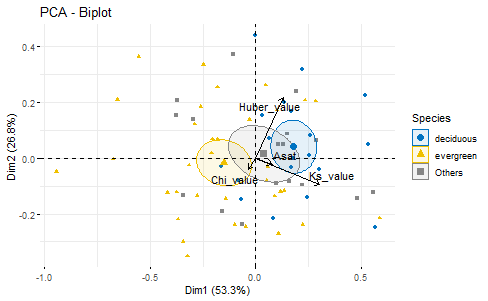 PCA - Biplot
0.4
0.2
0.0
-0.2
Dim2 (26.8%)
Huber_value
Asat
Chi_value
Ks_value
-1.0
-0.5
0.0
0.5
Dim1 (53.3%)
Species
deciduous
evergreen
Others